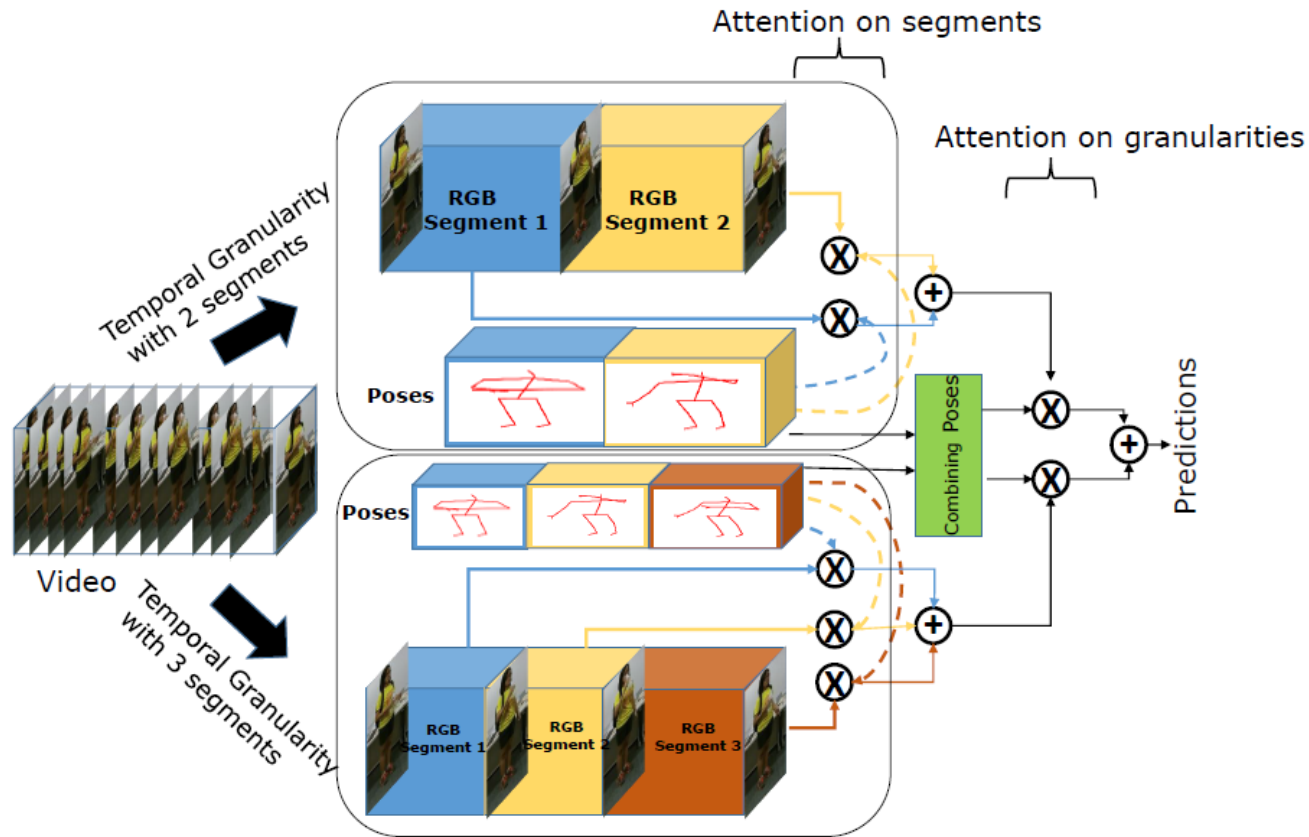 Attention on segments
Attention on granularities
Temporal Granularity
with 2 segments
RGB
Segment 1
RGB
Segment 2
X
X
+
Poses
Video
Combining Poses
X
X
+
Predictions
Poses
X
X
X
+
Temporal Granularity
with 3 segments
RGB
Segment 1
RGB
Segment 2
RGB
Segment 3